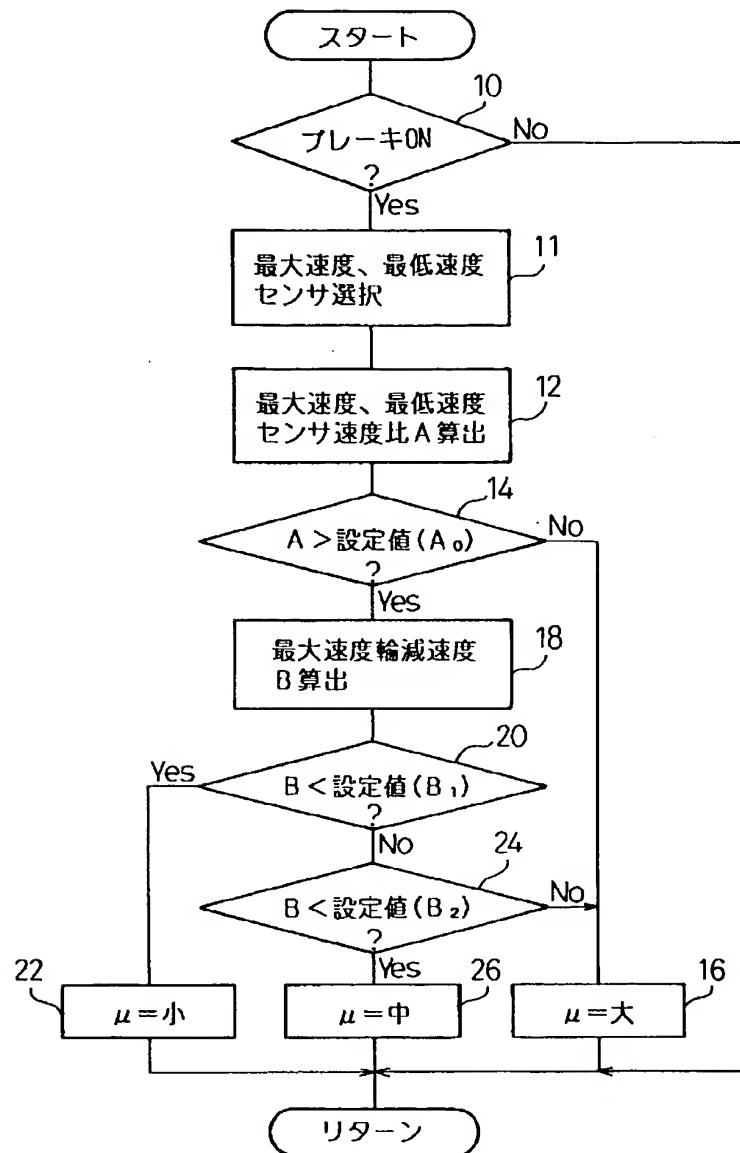 スタート
10
ブレーキON
?
No
Yes
最大速度、最低速度
センサ選択
11
最大速度、最低速度
センサ速度比A算出
12
14
A>設定値(A₀)
?
No
Yes
最大速度輪減速度
B算出
18
20
Yes
B<設定値(B₁)
?
No
24
B<設定値(B₂)
?
No
Yes
22
μ=小
26
μ=中
16
μ=大
リターン